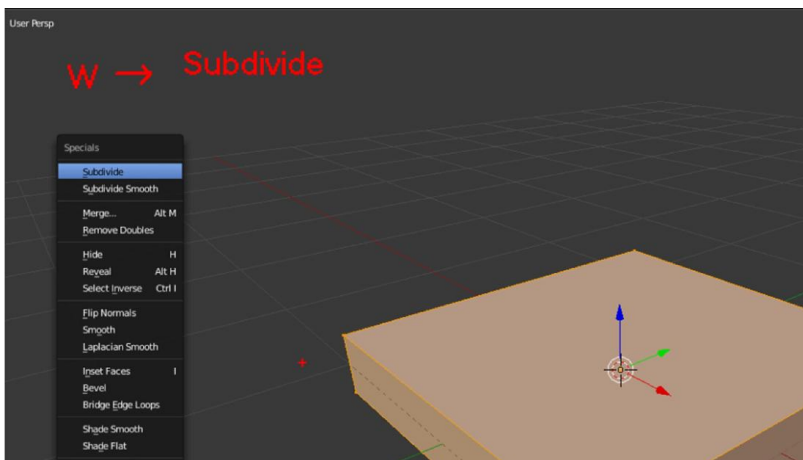 User Persp
W → Subdivide
Specials
Subdivide
Subdivide Smooth
Merge... Alt M
Remove Doubles
Hide H
Reveal Alt H
Select Inverse Ctrl I
Flip Normals
Smooth
Laplacian Smooth
Inset Faces I
Bevel
Bridge Edge Loops
Shade Smooth
Shade Flat